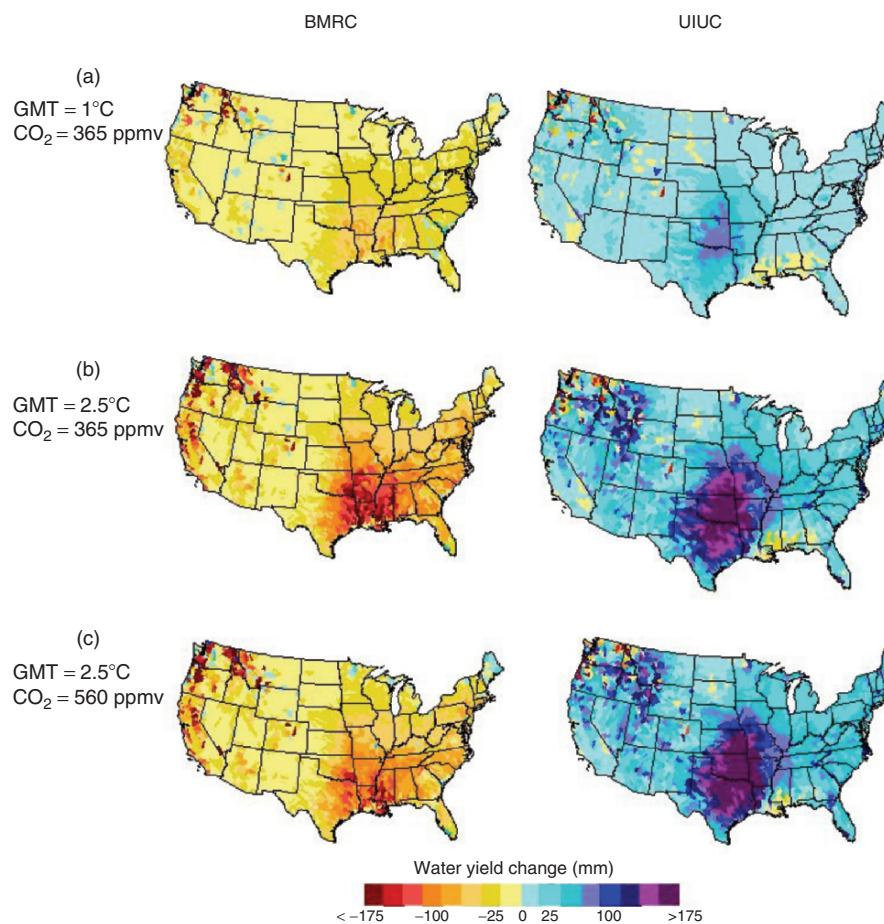 BMRC
UIUC
(a)
GMT = 1°C
CO₂ = 365 ppmv
(b)
GMT = 2.5°C
CO₂ = 365 ppmv
(c)
GMT = 2.5°C
CO₂ = 560 ppmv
Water yield change (mm)
< −175 −100 −25 0 25 100 >175